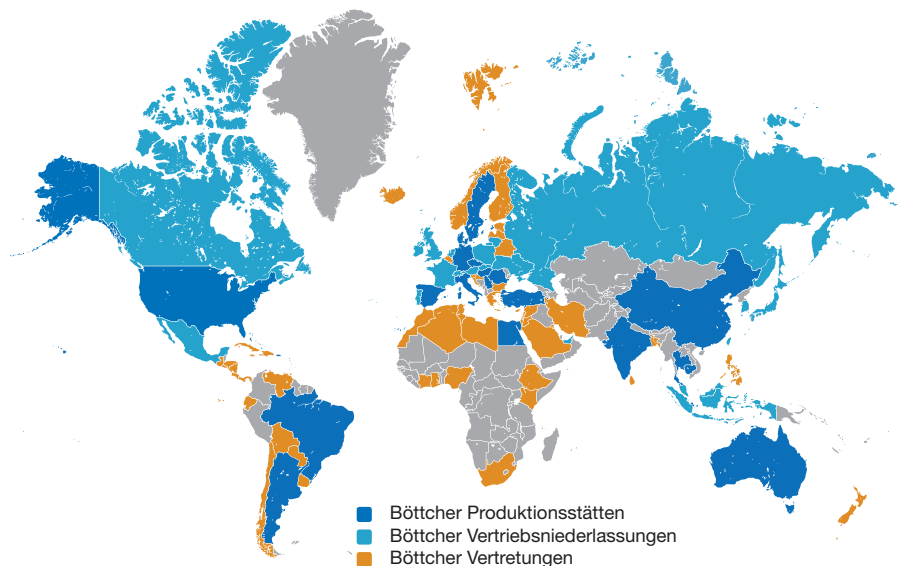 Böttcher Produktionsstätten
Böttcher Vertriebsniederlassungen
Böttcher Vertretungen